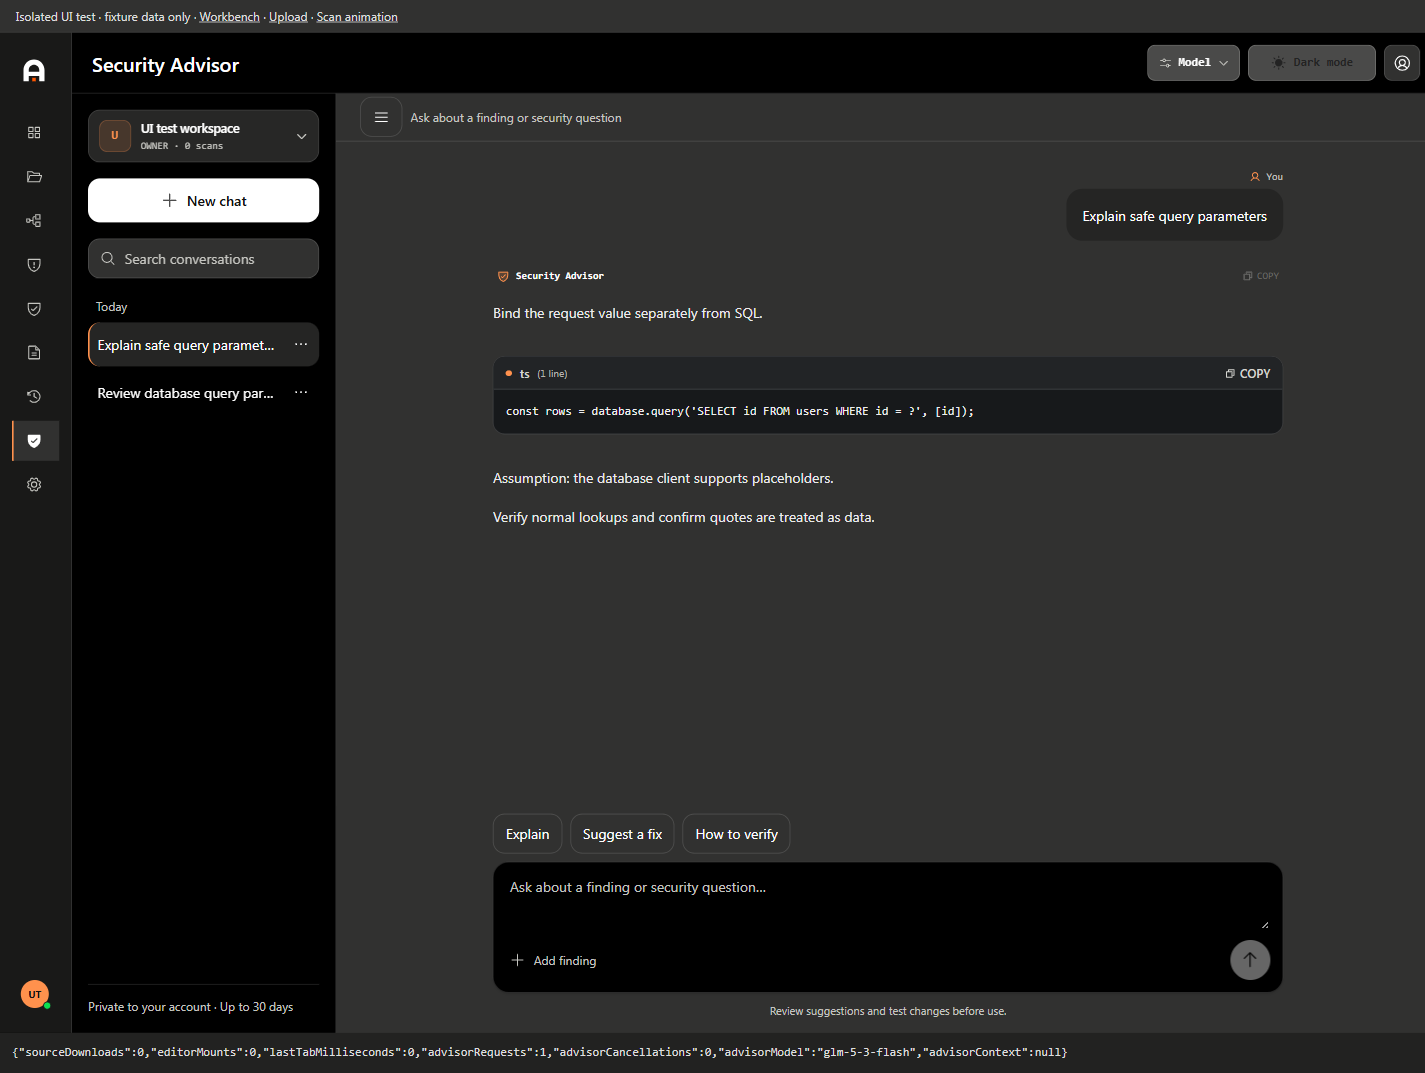 Isolated UI test · fixture data only · Workbench · Upload · Scan animation
Security Advisor
Model
Dark mode
U
UI test workspace
OWNER · 0 scans
New chat
Search conversations
Today
Explain safe query paramet...
Review database query par...
Private to your account · Up to 30 days
UT
Ask about a finding or security question
You
Explain safe query parameters
Security Advisor
COPY
Bind the request value separately from SQL.
ts (1 line)
COPY
const rows = database.query('SELECT id FROM users WHERE id = ?', [id]);
Assumption: the database client supports placeholders.
Verify normal lookups and confirm quotes are treated as data.
Explain
Suggest a fix
How to verify
Ask about a finding or security question...
Add finding
Review suggestions and test changes before use.
{"sourceDownloads":0,"editorMounts":0,"lastTabMilliseconds":0,"advisorRequests":1,"advisorCancellations":0,"advisorModel":"glm-5-3-flash","advisorContext":null}